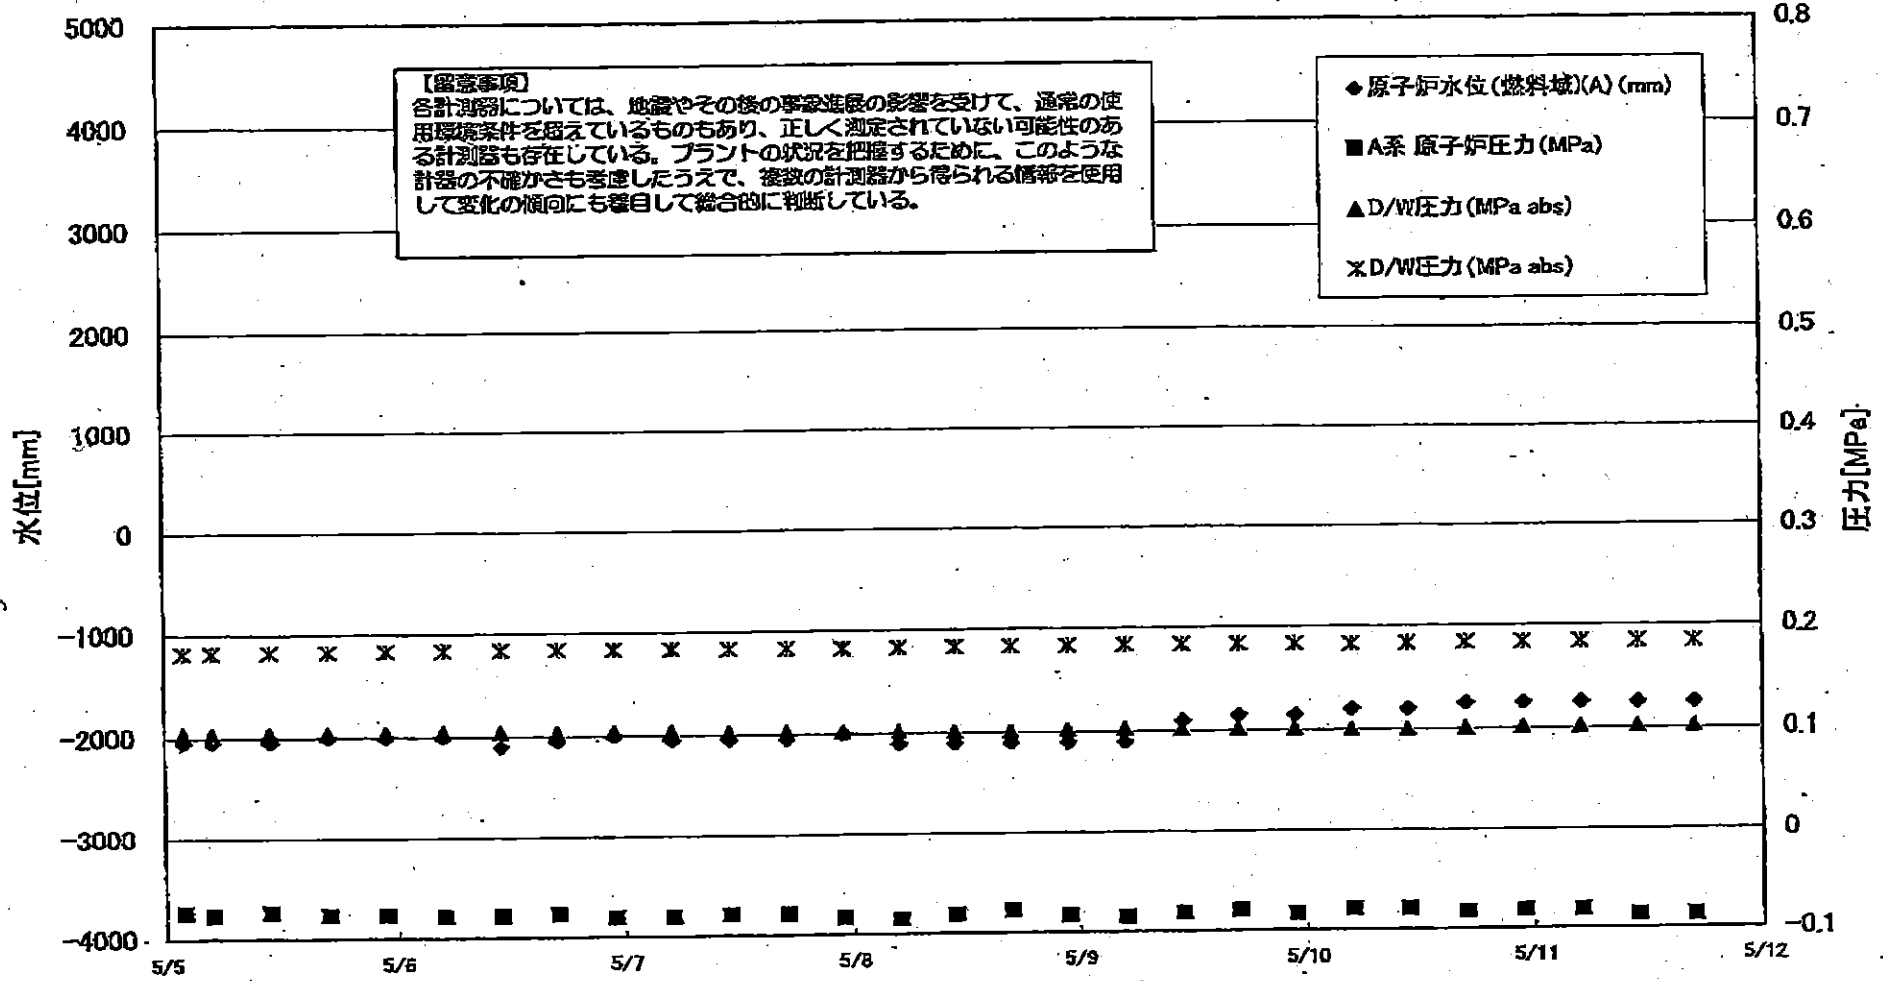 5000
4000
3000
2000
1000
0
-1000
-2000
-3000
-4000
水位[mm]
【留意事項】
各計測器については、地震やその後の事象進展の影響を受けて、通常の使
用環境条件を超えているものもあり、正しく測定されていない可能性のあ
る計測器も存在している。プラントの状況を把握するために、このような
計器の不確かさも考慮したうえで、複数の計測器から得られる情報を使用
して変化の傾向にも着目して総合的に判断している。
◆原子炉水位(燃料域)(A)(mm)
■A系 原子炉圧力(MPa)
▲D/W圧力(MPa abs)
D/W圧力(MPa abs)
0.8
0.7
0.6
0.5
0.4
0.3
0.2
0.1
0
-0.1
圧力[MPa]
5/5 5/6 5/7 5/8 5/9 5/10 5/11 5/12